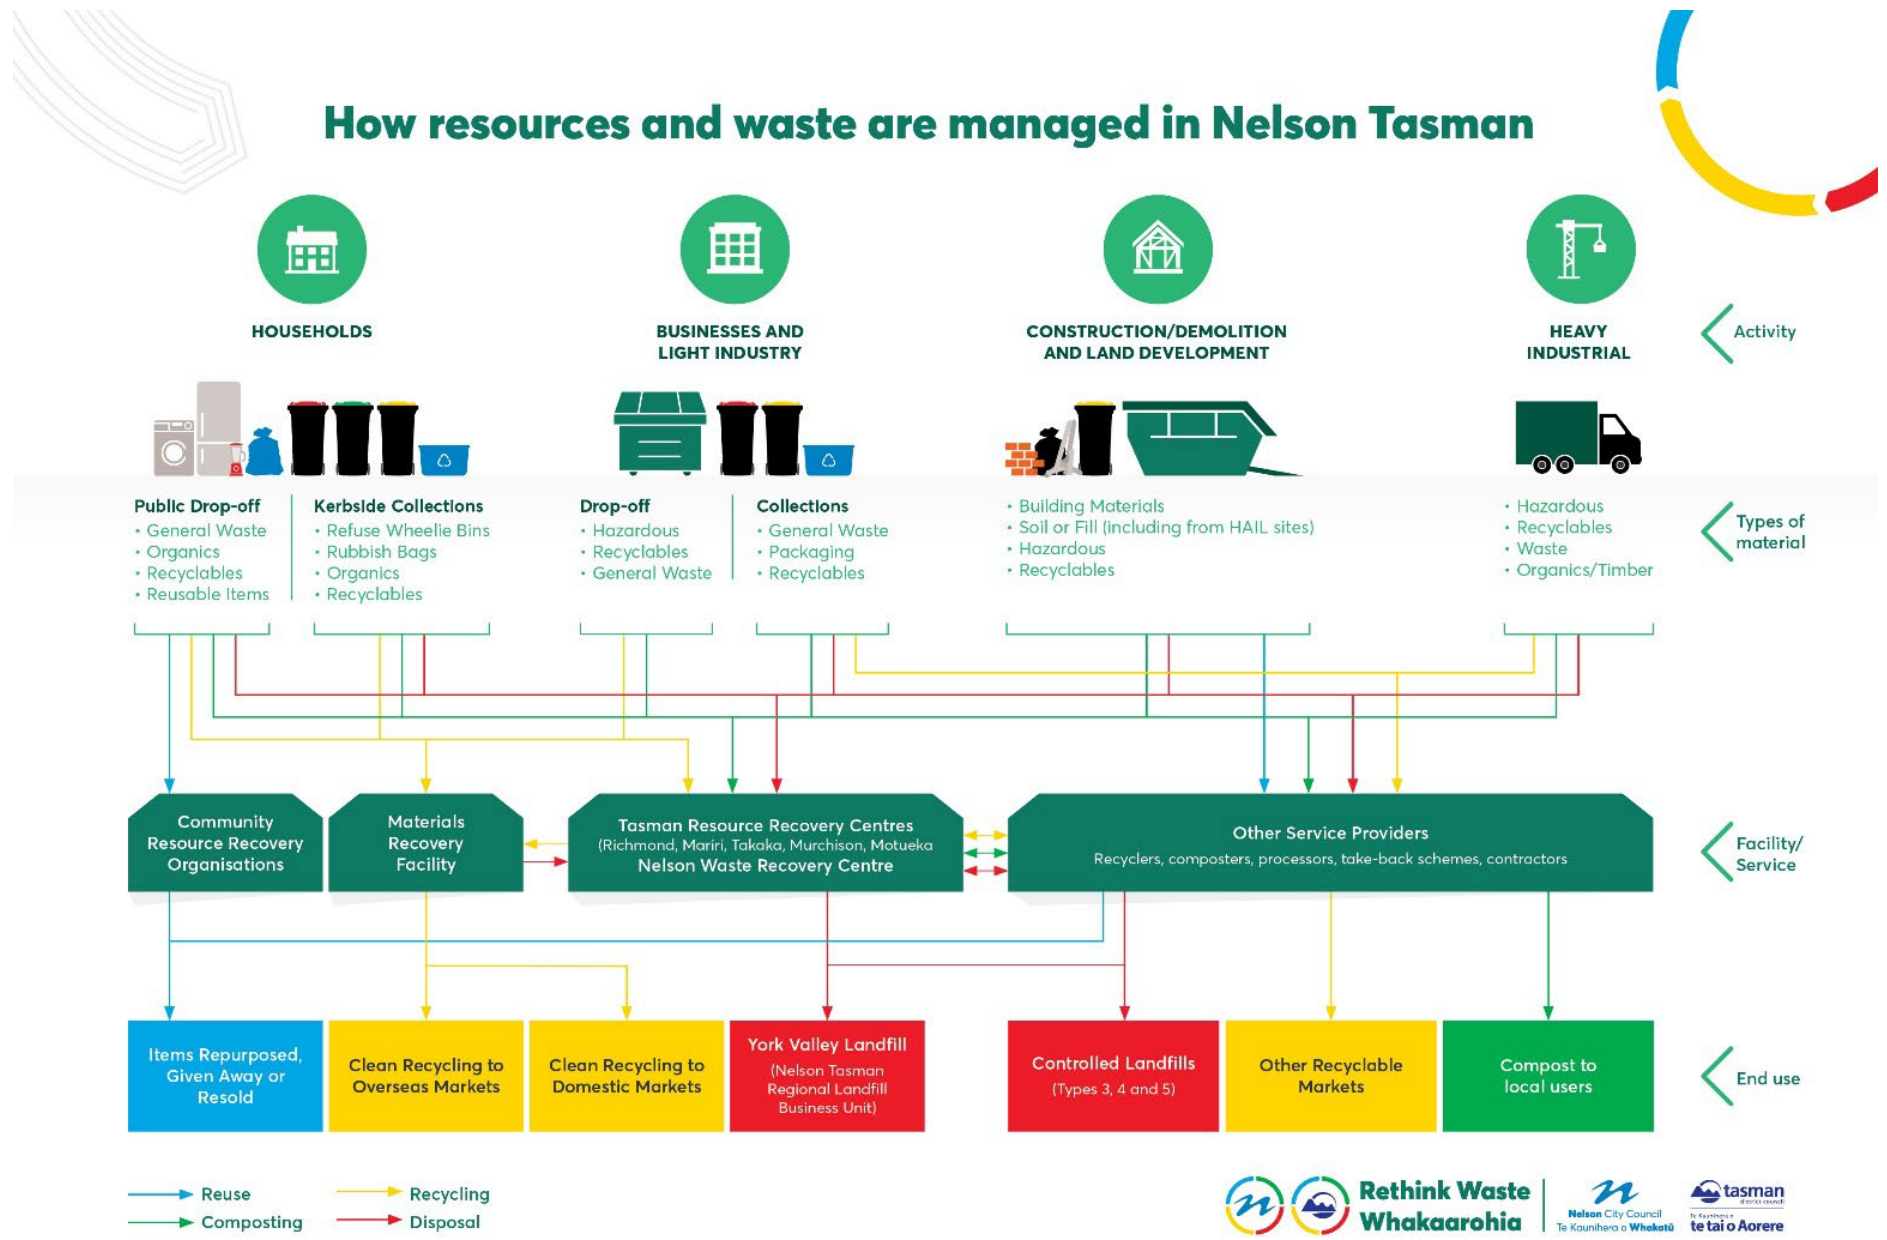 How resources and waste are managed in Nelson Tasman
HOUSEHOLDS
BUSINESSES AND
LIGHT INDUSTRY
CONSTRUCTION/DEMOLITION
AND LAND DEVELOPMENT
HEAVY
INDUSTRIAL
Activity
Public Drop-off
• General Waste
• Organics
• Recyclables
• Reusable Items
Kerbside Collections
• Refuse Wheelie Bins
• Rubbish Bags
• Organics
• Recyclables
Drop-off
• Hazardous
• Recyclables
• General Waste
Collections
• General Waste
• Packaging
• Recyclables
• Building Materials
• Soil or Fill (including from HAIL sites)
• Hazardous
• Recyclables
• Hazardous
• Recyclables
• Waste
• Organics/Timber
Types of
material
Community
Resource Recovery
Organisations
Materials
Recovery
Facility
Tasman Resource Recovery Centres
(Richmond, Mariri, Takaka, Murchison, Motueka
Nelson Waste Recovery Centre
Other Service Providers
Recyclers, composters, processors, take-back schemes, contractors
Facility/
Service
Items Repurposed,
Given Away or
Resold
Clean Recycling to
Overseas Markets
Clean Recycling to
Domestic Markets
York Valley Landfill
(Nelson Tasman
Regional Landfill
Business Unit)
Controlled Landfills
(Types 3, 4 and 5)
Other Recyclable
Markets
Compost to
local users
End use
Reuse
Recycling
Composting
Disposal
Rethink Waste
Whakaarohia
Nelson City Council
Te Kaunihera o Whakatū
tasman
district council
Te Kaunihera o
te tai o Aorere